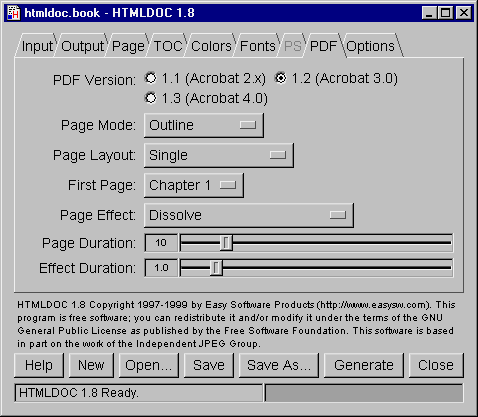 htmldoc.book - HTMLDOC 1.8
Input Output Page TOC Colors Fonts PS PDF Options
PDF Version: 1.1 (Acrobat 2.x) 1.2 (Acrobat 3.0)
1.3 (Acrobat 4.0)
Page Mode: Outline
Page Layout: Single
First Page: Chapter 1
Page Effect: Dissolve
Page Duration: 10
Effect Duration: 1.0
HTMLDOC 1.8 Copyright 1997-1999 by Easy Software Products (http://www.easysw.com). This
program is free software; you can redistribute it and/or modify it under the terms of the GNU
General Public License as published by the Free Software Foundation. This software is based
in part on the work of the Independent JPEG Group.
Help New Open... Save Save As... Generate Close
HTMLDOC 1.8 Ready.